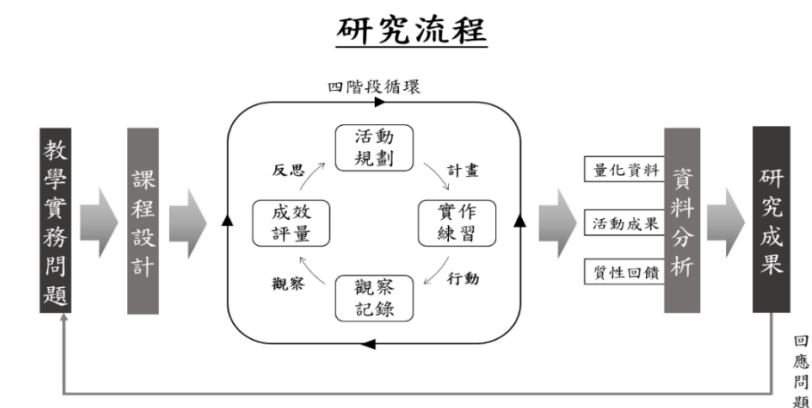 研究流程
四階段循環
教學實務問題
課程設計
活動
規劃
反思
計畫
成效
評量
實作
練習
觀察
行動
觀察
記錄
量化資料
活動成果
質性回饋
資料分析
研究成果
回應問題